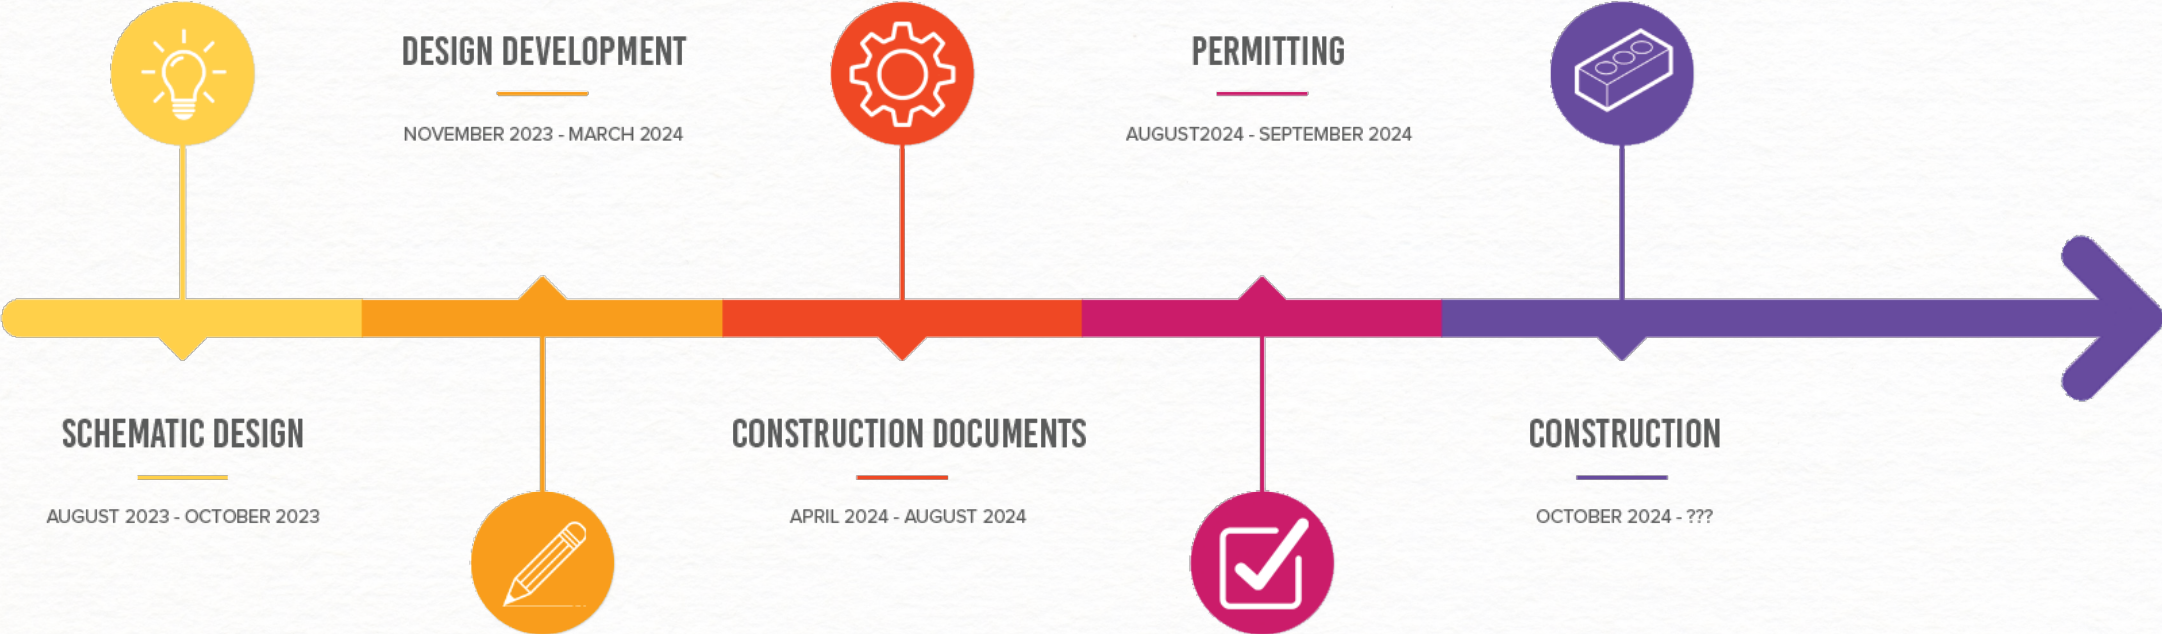 DESIGN DEVELOPMENT
NOVEMBER 2023 - MARCH 2024
PERMITTING
AUGUST2024 - SEPTEMBER 2024
SCHEMATIC DESIGN
AUGUST 2023 - OCTOBER 2023
CONSTRUCTION DOCUMENTS
APRIL 2024 - AUGUST 2024
CONSTRUCTION
OCTOBER 2024 - ???